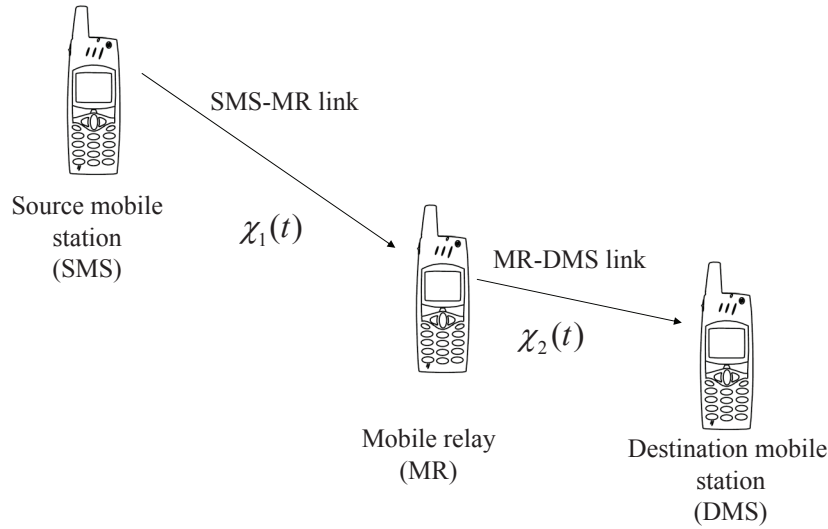 SMS-MR link
Source mobile
station
(SMS)
χ₁(t)
MR-DMS link
χ₂(t)
Mobile relay
(MR)
Destination mobile
station
(DMS)